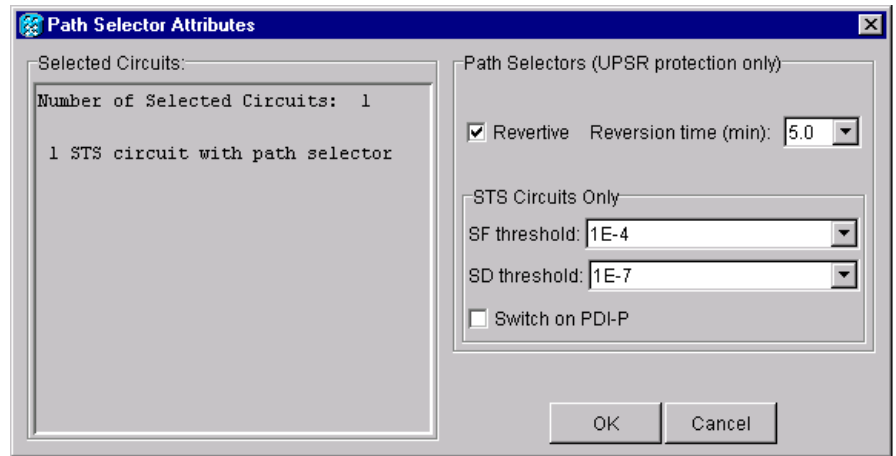 Path Selector Attributes
Selected Circuits:
Number of Selected Circuits: 1
1 STS circuit with path selector
Path Selectors (UPSR protection only)
Revertive Reversion time (min): 5.0
STS Circuits Only
SF threshold: 1E-4
SD threshold: 1E-7
Switch on PDI-P
OK Cancel